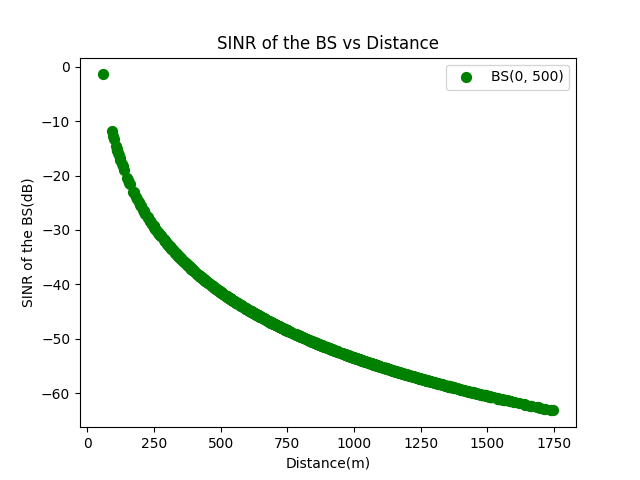 SINR of the BS vs Distance
BS(0, 500)
0
−10
−20
−30
−40
−50
−60
SINR of the BS(dB)
0 250 500 750 1000 1250 1500 1750
Distance(m)